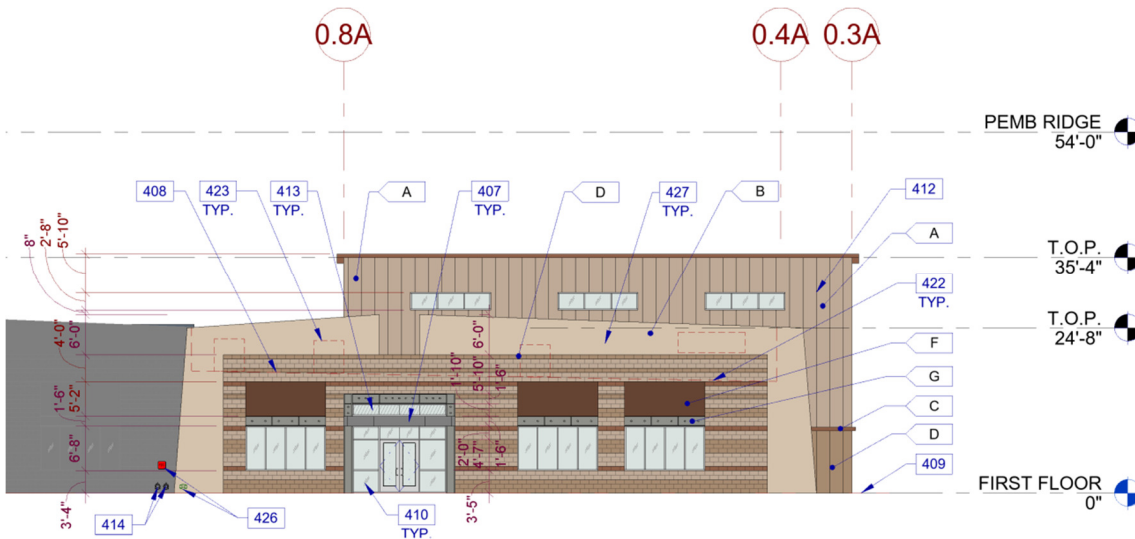 0.8A
0.4A
0.3A
PEMB RIDGE
54'-0"
408
423
TYP.
413
TYP.
A
407
TYP.
D
427
TYP.
B
412
A
T.O.P.
35'-4"
422
TYP.
T.O.P.
24'-8"
8"
2'-8"
5'-10"
4'-0"
6'-0"
1'-6"
5'-2"
6'-8"
3'-4"
6'-0"
1'-10"
5'-10"
1'-6"
2'-0"
4'-7"
1'-6"
3'-5"
F
G
C
D
409
FIRST FLOOR
0"
414
426
410
TYP.